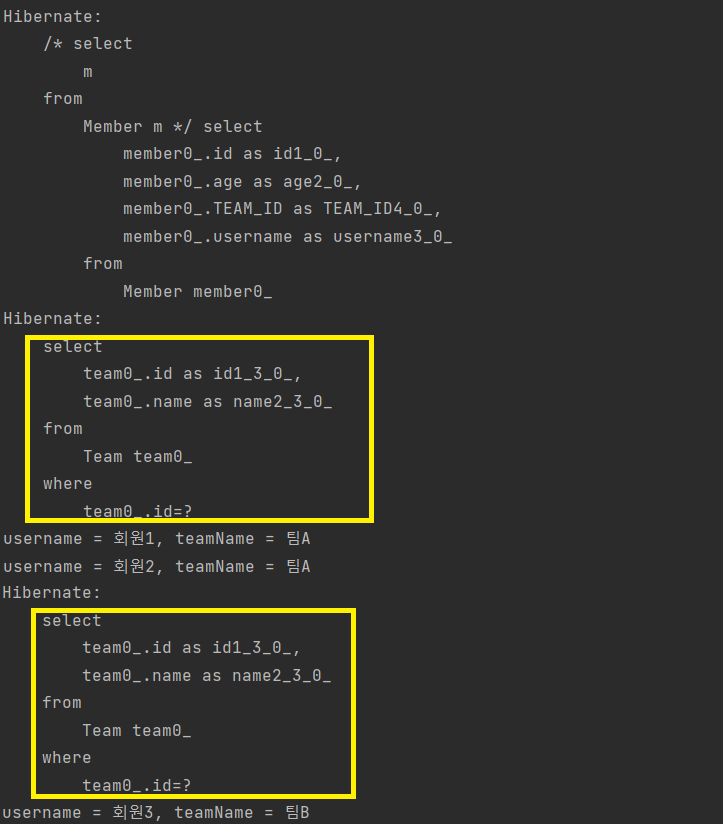 Hibernate:
    /* select
        m
    from
        Member m */ select
            member0_.id as id1_0_,
            member0_.age as age2_0_,
            member0_.TEAM_ID as TEAM_ID4_0_,
            member0_.username as username3_0_
        from
            Member member0_
Hibernate:
    select
        team0_.id as id1_3_0_,
        team0_.name as name2_3_0_
    from
        Team team0_
    where
        team0_.id=?
username = 회원1, teamName = 팀A
username = 회원2, teamName = 팀A
Hibernate:
    select
        team0_.id as id1_3_0_,
        team0_.name as name2_3_0_
    from
        Team team0_
    where
        team0_.id=?
username = 회원3, teamName = 팀B